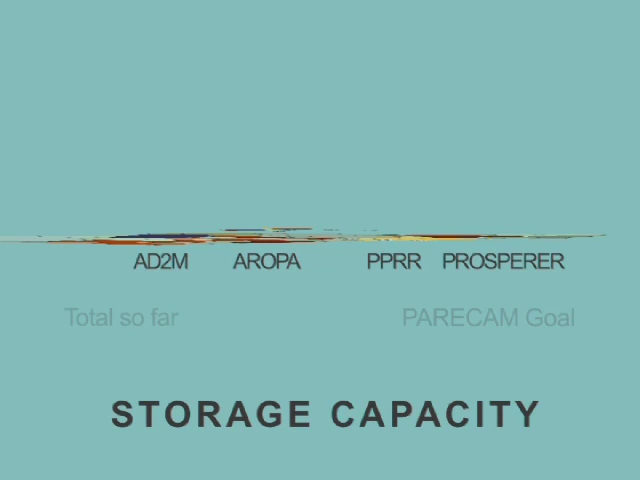 AD2M AROPA PPRR PROSPERER
Total so far PARECAM Goal
STORAGE CAPACITY